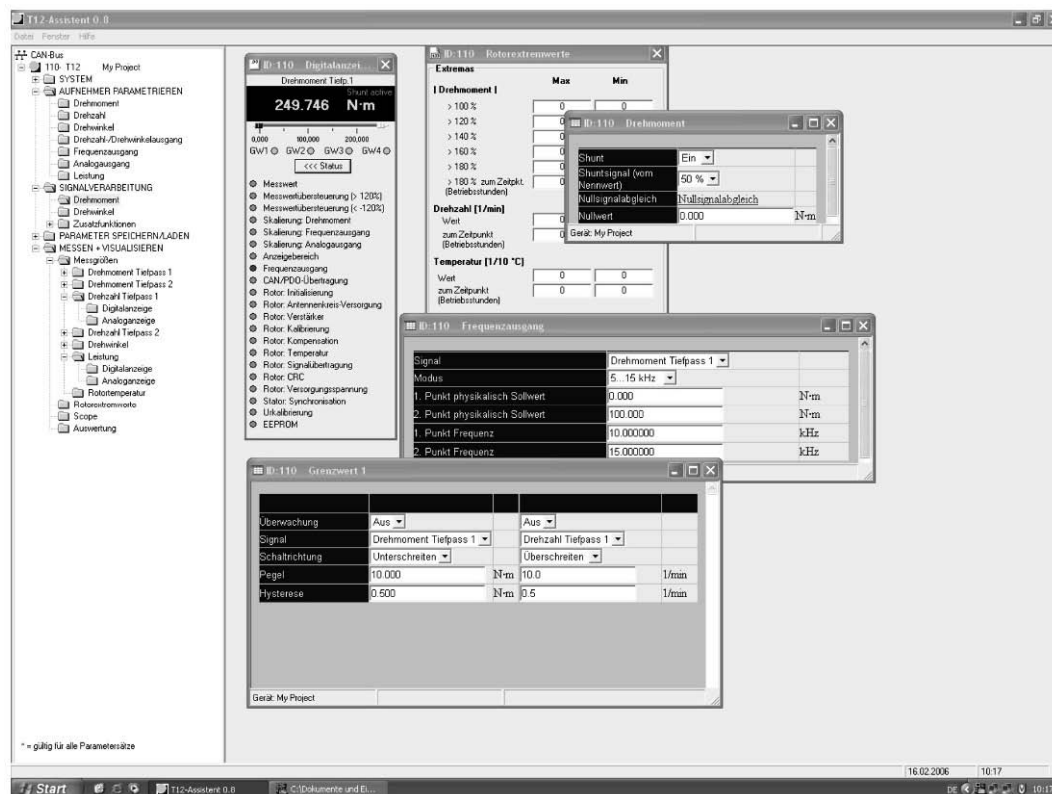 T12-Assistent 0.0
Datei Fenster Hilfe
CAN-Bus
110- T12 My Project
SYSTEM
AUFNEHMER PARAMETRIEREN
Drehmoment
Drehzahl
Drehwinkel
Drehzahl-/Drehwinkelausgang
Frequenzausgang
Analogausgang
Leistung
SIGNALVERARBEITUNG
Drehmoment
Drehwinkel
Zusatzfunktionen
PARAMETER SPEICHERN/LADEN
MESSEN + VISUALISIEREN
Messgrößen
Drehmoment Tiefpass 1
Drehmoment Tiefpass 2
Drehzahl Tiefpass 1
Digitalanzeige
Analoganzeige
Drehzahl Tiefpass 2
Drehwinkel
Leistung
Digitalanzeige
Analoganzeige
Rotortemperatur
Rotorextremwerte
Scope
Auswertung
* = gültig für alle Parametersätze
ID:110 Digitalanzei...
Drehmoment Tiefp.1
Shunt active
249.746 N·m
0,000 100,000 200,000
GW1 GW2 GW3 GW4
<<< Status
Messwert
Messwertübersteuerung (> 120%)
Messwertübersteuerung (< -120%)
Skalierung: Drehmoment
Skalierung: Frequenzausgang
Skalierung: Analogausgang
Anzeigebereich
Frequenzausgang
CAN/PDO-Übertragung
Rotor: Initialisierung
Rotor: Antennenkreis-Versorgung
Rotor: Verstärker
Rotor: Kalibrierung
Rotor: Kompensation
Rotor: Temperatur
Rotor: Signalübertragung
Rotor: CRC
Rotor: Versorgungsspannung
Stator: Synchronisation
Urkalibrierung
EEPROM
ID:110 Rotorextremwerte
Extremas
Max Min
| Drehmoment |
> 100 % 0 0
> 120 % 0
> 140 % 0
> 160 % 0
> 180 % 0
> 180 % zum Zeitpkt. 0
(Betriebsstunden)
Drehzahl [1/min]
Wert 0
zum Zeitpunkt 0
(Betriebsstunden)
Temperatur [1/10 °C]
Wert 0 0
zum Zeitpunkt 0 0
(Betriebsstunden)
ID:110 Drehmoment
Shunt Ein
Shuntsignal (vom Nennwert) 50 %
Nullsignalabgleich Nullsignalabgleich
Nullwert 0.000 N·m
Gerät: My Project
ID:110 Frequenzausgang
Signal Drehmoment Tiefpass 1
Modus 5...15 kHz
1. Punkt physikalisch Sollwert 0.000 N·m
2. Punkt physikalisch Sollwert 100.000 N·m
1. Punkt Frequenz 10.000000 kHz
2. Punkt Frequenz 15.000000 kHz
ID:110 Grenzwert 1
Überwachung Aus Aus
Signal Drehmoment Tiefpass 1 Drehzahl Tiefpass 1
Schaltrichtung Unterschreiten Überschreiten
Pegel 10.000 N·m 10.0 1/min
Hysterese 0.500 N·m 0.5 1/min
Gerät: My Project
16.02.2006 10:17
Start T12-Assistent 0.0 C:\Dokumente und Ei... DE 10:17